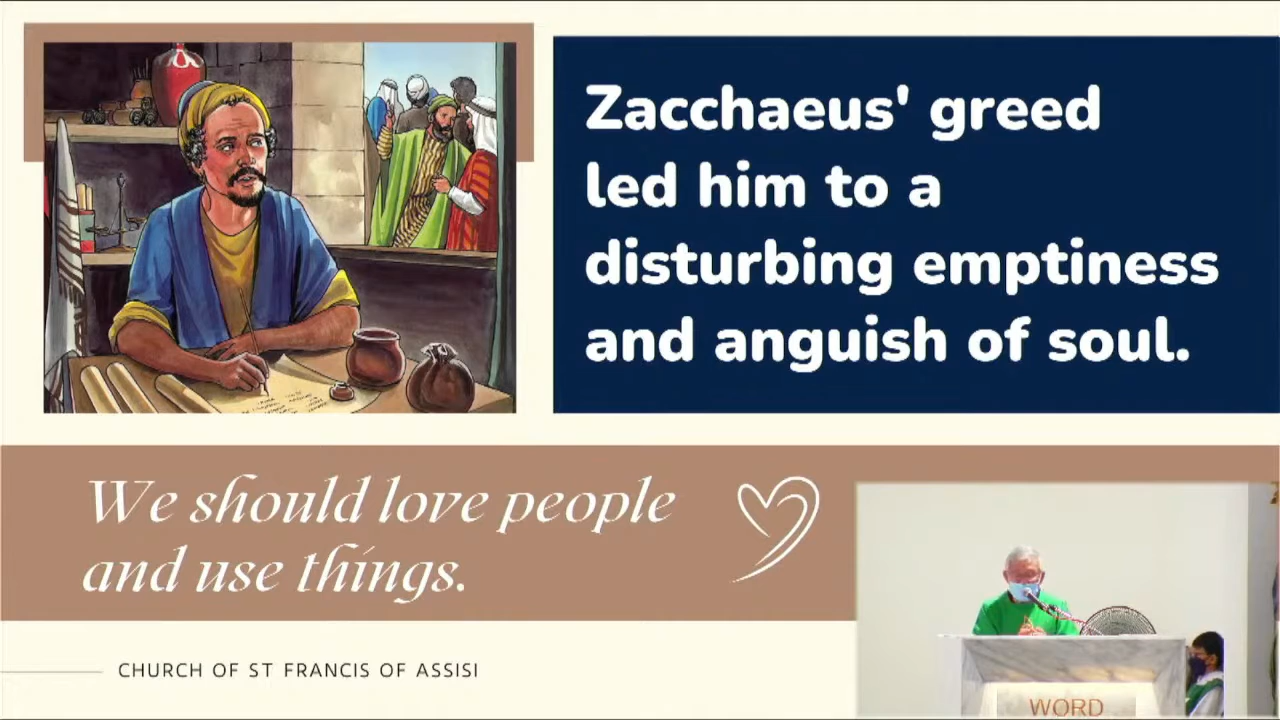 Zacchaeus' greed
led him to a
disturbing emptiness
and anguish of soul.
We should love people
and use things.
CHURCH OF ST FRANCIS OF ASSISI
WORD